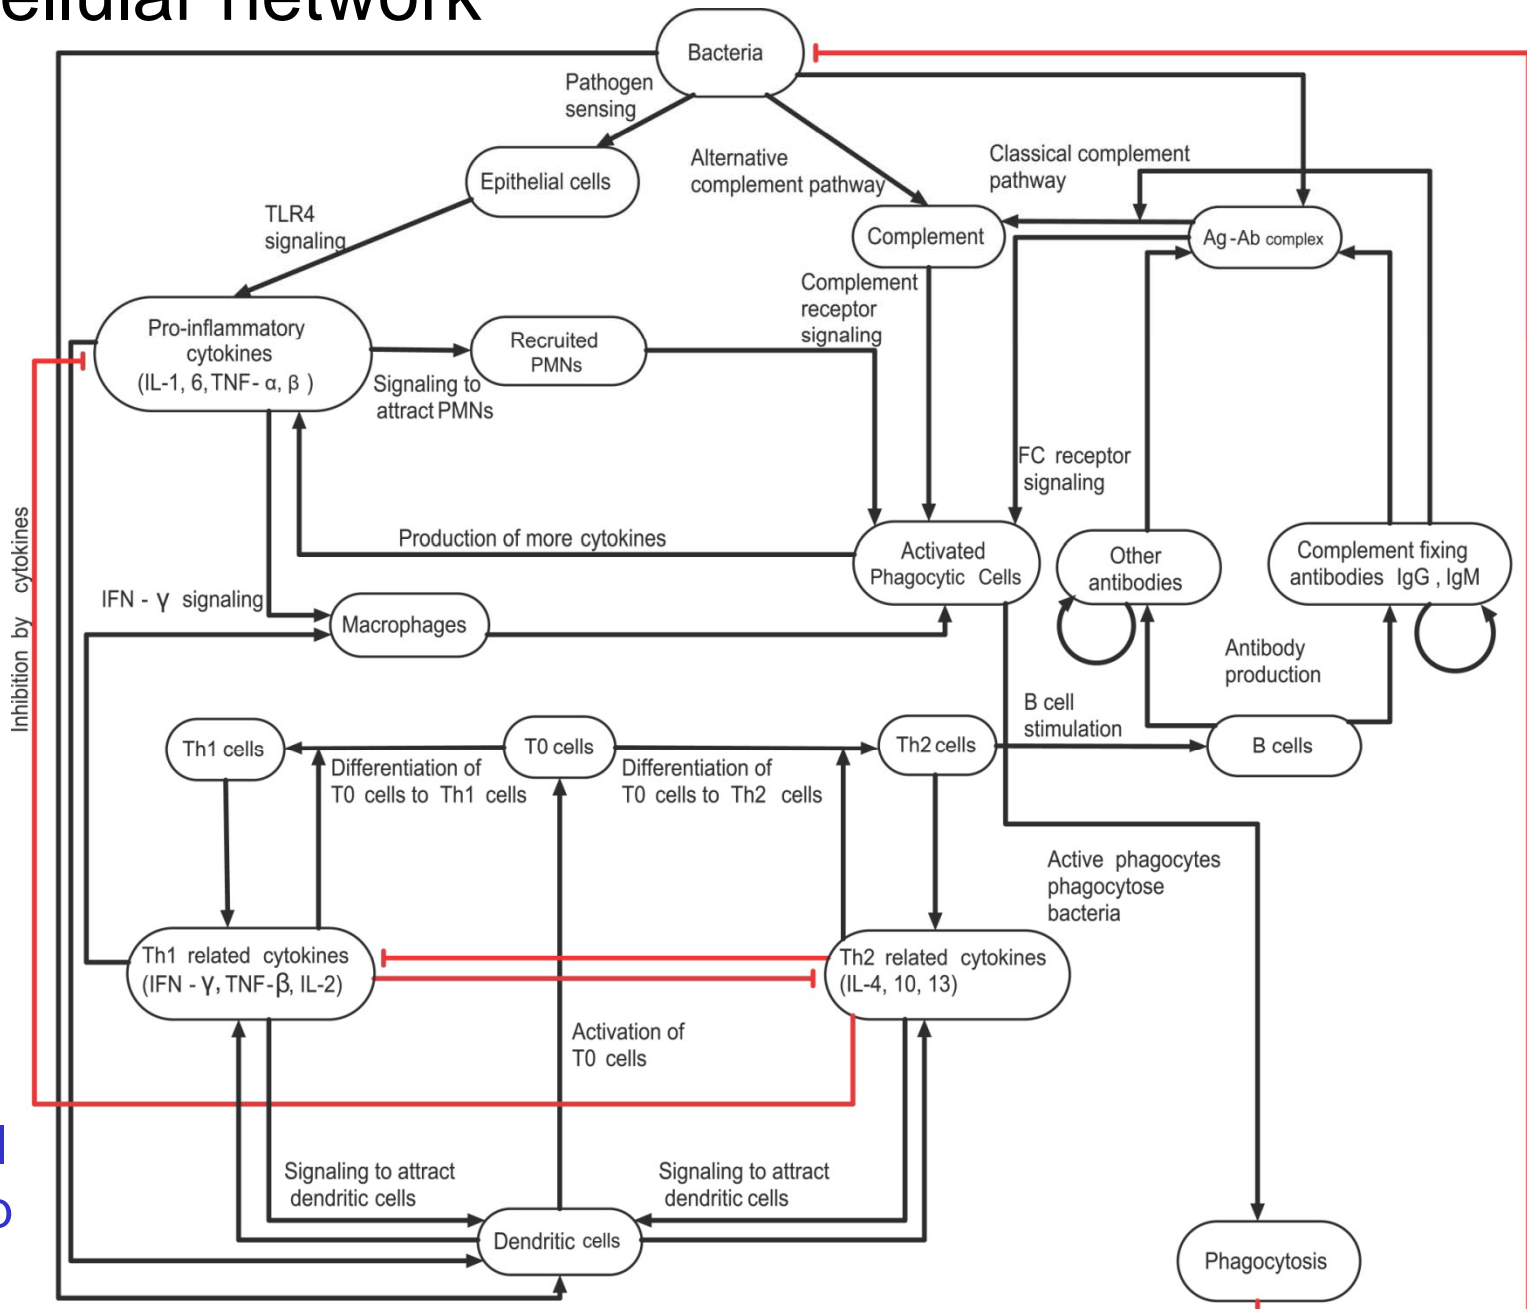 ellular network
Bacteria
Pathogen
sensing
Epithelial cells
Alternative
complement pathway
Classical complement
pathway
TLR4
signaling
Complement
Ag-Ab complex
Pro-inflammatory
cytokines
(IL-1, 6, TNF- α, β )
Recruited
PMNs
Complement
receptor
signaling
Signaling to
attract PMNs
FC receptor
signaling
Production of more cytokines
Activated
Phagocytic Cells
Other
antibodies
Complement fixing
antibodies IgG , IgM
Inhibition by cytokines
IFN - γ signaling
Macrophages
Antibody
production
B cell
stimulation
Th1 cells
T0 cells
Th2 cells
B cells
Differentiation of
T0 cells to Th1 cells
Differentiation of
T0 cells to Th2 cells
Active phagocytes
phagocytose
bacteria
Th1 related cytokines
(IFN - γ, TNF-β, IL-2)
Th2 related cytokines
(IL-4, 10, 13)
Activation of
T0 cells
Signaling to attract
dendritic cells
Signaling to attract
dendritic cells
Dendritic cells
Phagocytosis